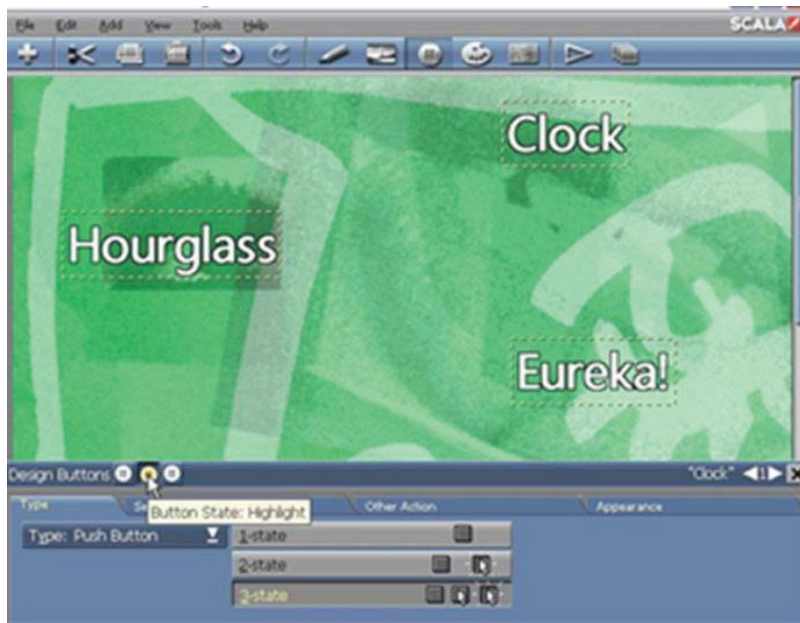 File Edit Add View Tools Help
SCALA
Clock
Hourglass
Eureka!
Design Buttons "Clock" 1
Type Se Other Action Appearance
Button State: Highlight
Type: Push Button
1-state
2-state
3-state